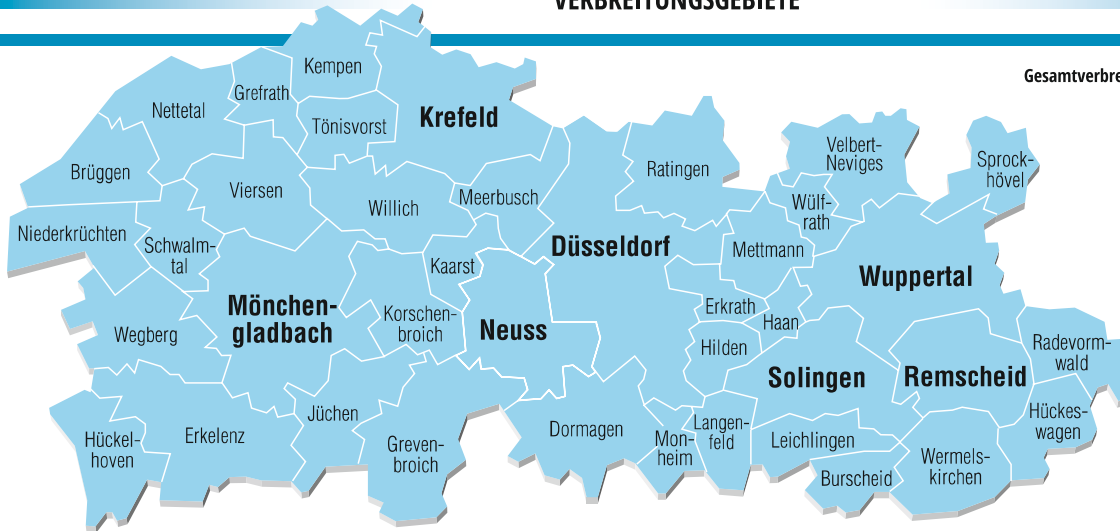 VERBREITUNGSGEBIETE
Gesamtverbre
Kempen
Grefrath
Nettetal
Krefeld
Tönisvorst
Velbert-
Neviges
Sprock-
hövel
Ratingen
Brüggen
Viersen
Meerbusch
Willich
Wülf-
rath
Niederkrüchten
Schwalm-
tal
Düsseldorf
Mettmann
Kaarst
Wuppertal
Mönchen-
gladbach
Korschen-
broich
Erkrath
Haan
Neuss
Wegberg
Hilden
Radevorm-
wald
Solingen
Remscheid
Jüchen
Hückes-
wagen
Erkelenz
Dormagen
Langen-
feld
Mon-
heim
Leichlingen
Hückel-
hoven
Greven-
broich
Wermels-
kirchen
Burscheid